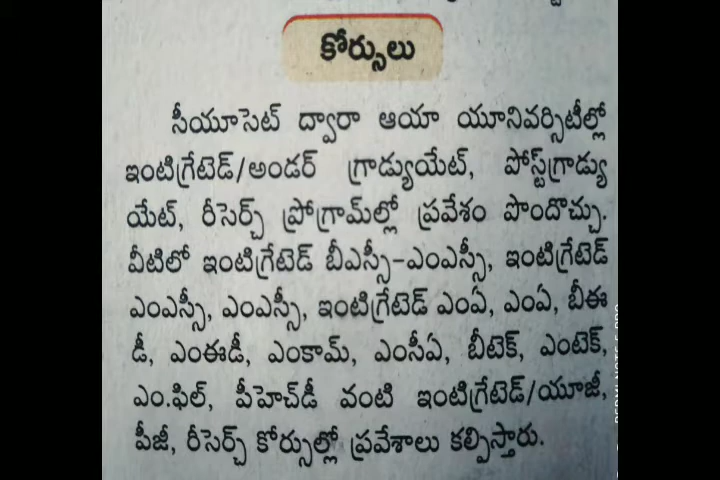 కోర్సులు
సీయూసెట్ ద్వారా ఆయా యూనివర్సిటీల్లో
ఇంటిగ్రేటెడ్/అండర్ గ్రాడ్యుయేట్, పోస్ట్‌గ్రాడ్యు
యేట్, రీసెర్చ్ ప్రోగ్రామ్‌ల్లో ప్రవేశం పొందొచ్చు.
వీటిలో ఇంటిగ్రేటెడ్ బీఎస్సీ-ఎంఎస్సీ, ఇంటిగ్రేటెడ్
ఎంఎస్సీ, ఎంఎస్సీ, ఇంటిగ్రేటెడ్ ఎంఏ, ఎంఏ, బీఈ
డీ, ఎంఈడీ, ఎంకామ్, ఎంసీఏ, బీటెక్, ఎంటెక్,
ఎం.ఫిల్, పీహెచ్‌డీ వంటి ఇంటిగ్రేటెడ్/యూజీ,
పీజీ, రీసెర్చ్ కోర్సుల్లో ప్రవేశాలు కల్పిస్తారు.